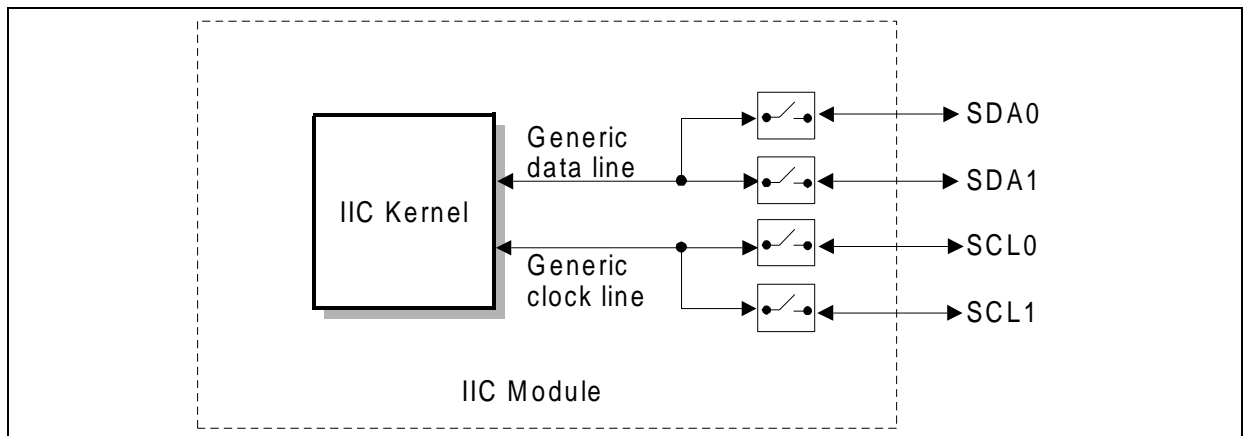 SDA0
Generic
data line
SDA1
IIC Kernel
SCL0
Generic
clock line
SCL1
IIC Module